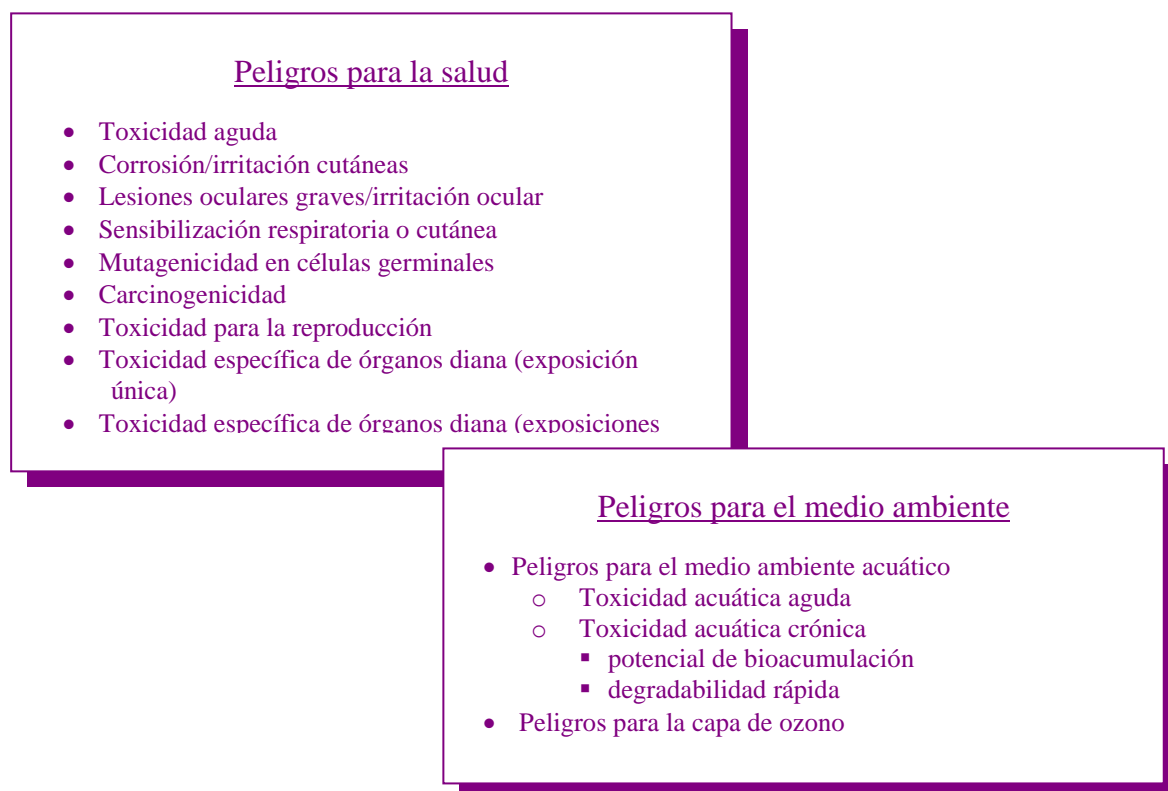 Peligros para la salud
• Toxicidad aguda
• Corrosión/irritación cutáneas
• Lesiones oculares graves/irritación ocular
• Sensibilización respiratoria o cutánea
• Mutagenicidad en células germinales
• Carcinogenicidad
• Toxicidad para la reproducción
• Toxicidad específica de órganos diana (exposición
única)
• Toxicidad específica de órganos diana (exposiciones
Peligros para el medio ambiente
• Peligros para el medio ambiente acuático
o Toxicidad acuática aguda
o Toxicidad acuática crónica
▪ potencial de bioacumulación
▪ degradabilidad rápida
• Peligros para la capa de ozono